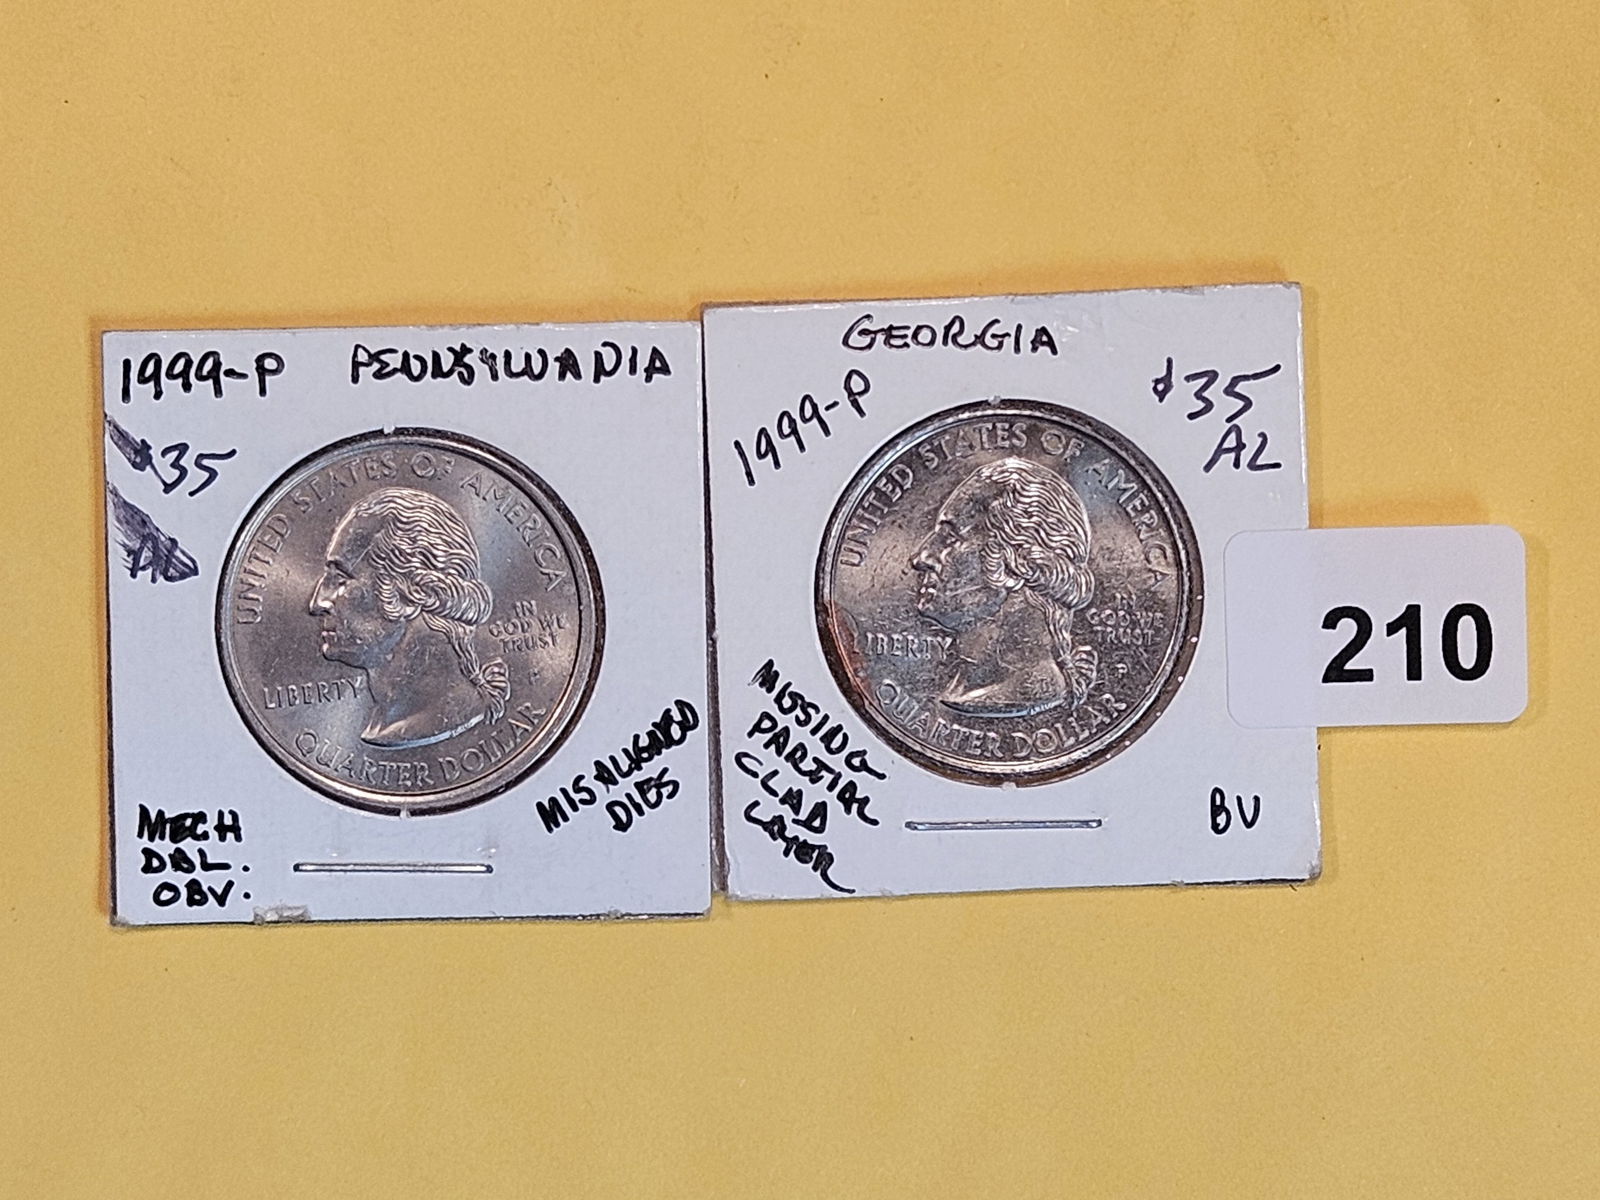 1999-P PENNSYLVANIA
$35
AL
UNITED STATES OF AMERICA
IN
GOD WE
TRUST
P
LIBERTY
QUARTER DOLLAR
MISALIGNED
DIES
MECH
DBL.
OBV.
GEORGIA
1999-P
$35
AL
UNITED STATES OF AMERICA
IN
GOD WE
TRUST
P
LIBERTY
QUARTER DOLLAR
MISSING
PARTIAL
CLAD
LAYER
BU
210